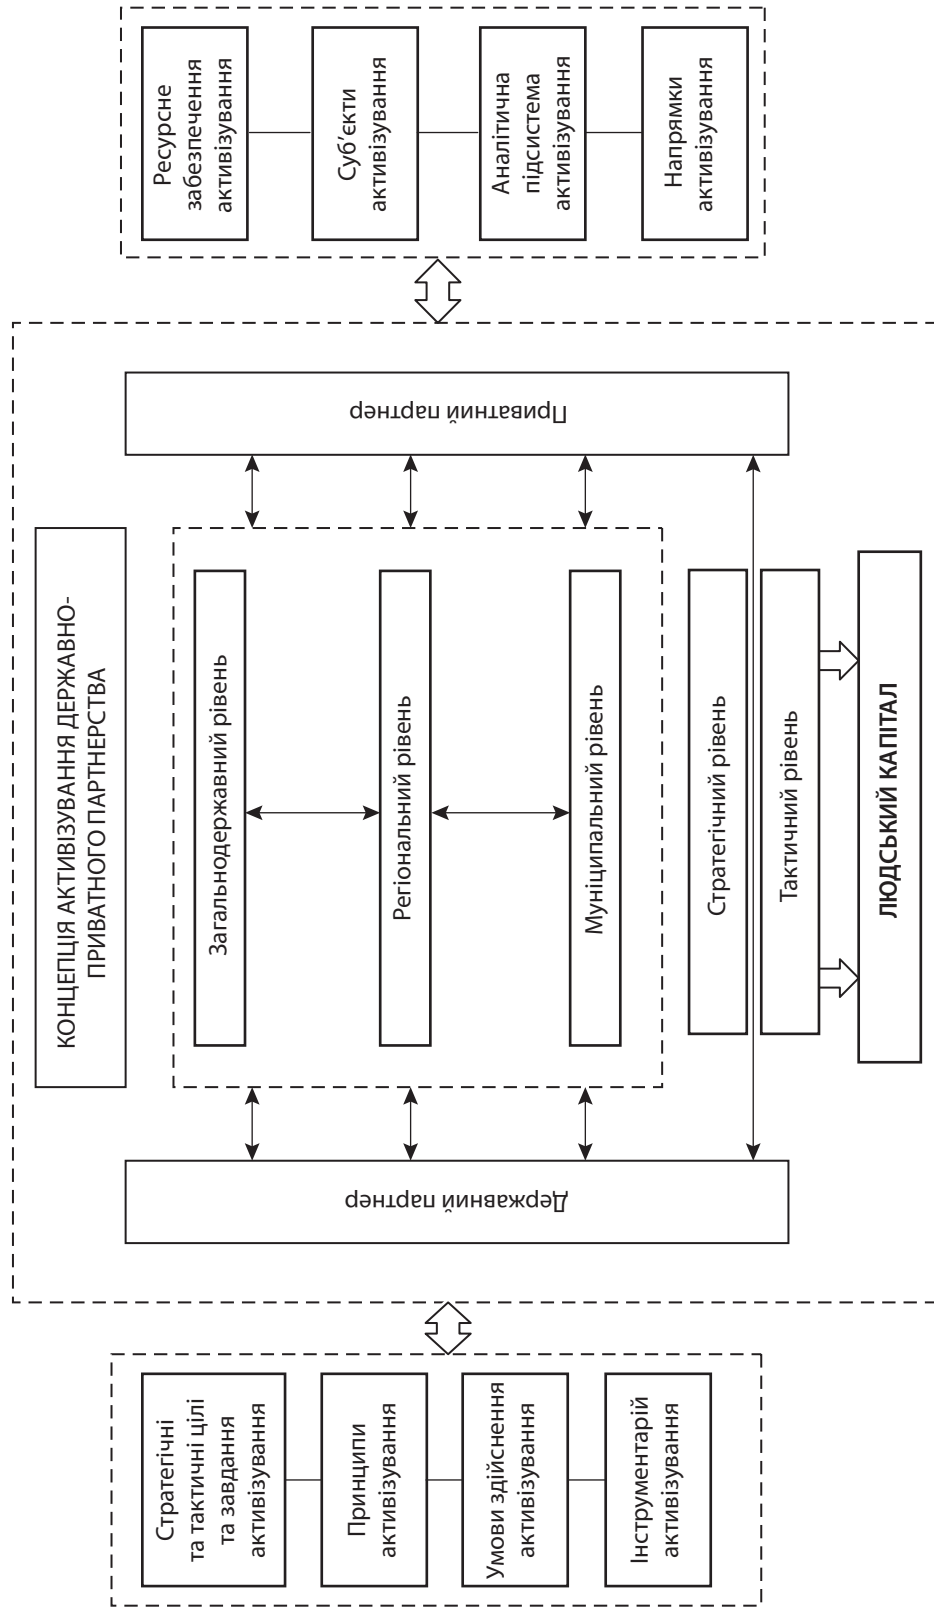 КОНЦЕПЦІЯ АКТИВІЗУВАННЯ ДЕРЖАВНО-
ПРИВАТНОГО ПАРТНЕРСТВА
Стратегічні
та тактичні цілі
та завдання
активізування
Принципи
активізування
Умови здійснення
активізування
Інструментарій
активізування
Державний партнер
Загальнодержавний рівень
Регіональний рівень
Муніципальний рівень
Стратегічний рівень
Тактичний рівень
ЛЮДСЬКИЙ КАПІТАЛ
Приватний партнер
Ресурсне
забезпечення
активізування
Суб’єкти
активізування
Аналітична
підсистема
активізування
Напрямки
активізування